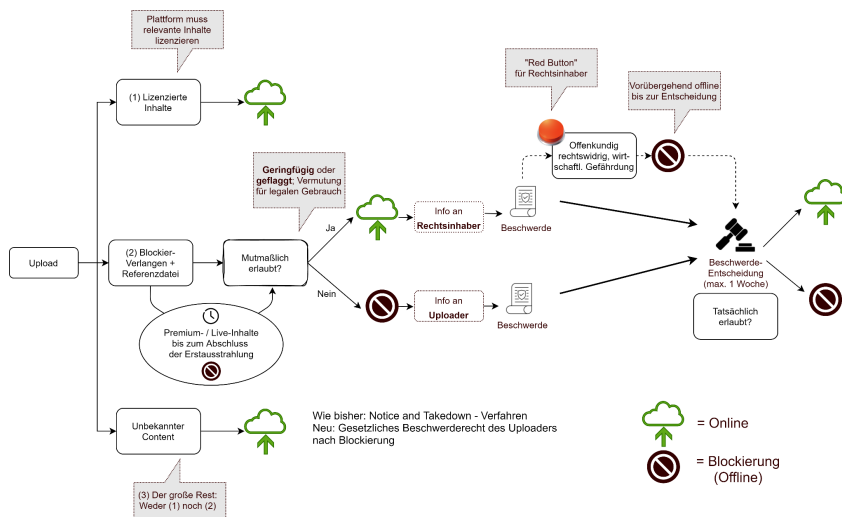 Plattform muss
relevante Inhalte
lizenzieren
(1) Lizenzierte
Inhalte
"Red Button"
für Rechtsinhaber
Vorübergehend offline
bis zur Entscheidung
Offenkundig
rechtswidrig, wirt-
schaftl. Gefährdung
Geringfügig oder
geflaggt; Vermutung
für legalen Gebrauch
Ja
Info an
Rechtsinhaber
Beschwerde
Upload
(2) Blockier-
Verlangen +
Referenzdatei
Mutmaßlich
erlaubt?
Nein
Info an
Uploader
Beschwerde
Beschwerde-
Entscheidung
(max. 1 Woche)
Tatsächlich
erlaubt?
Premium- / Live-Inhalte
bis zum Abschluss
der Erstausstrahlung
Unbekannter
Content
Wie bisher: Notice and Takedown - Verfahren
Neu: Gesetzliches Beschwerderecht des Uploaders
nach Blockierung
(3) Der große Rest:
Weder (1) noch (2)
= Online
= Blockierung
(Offline)